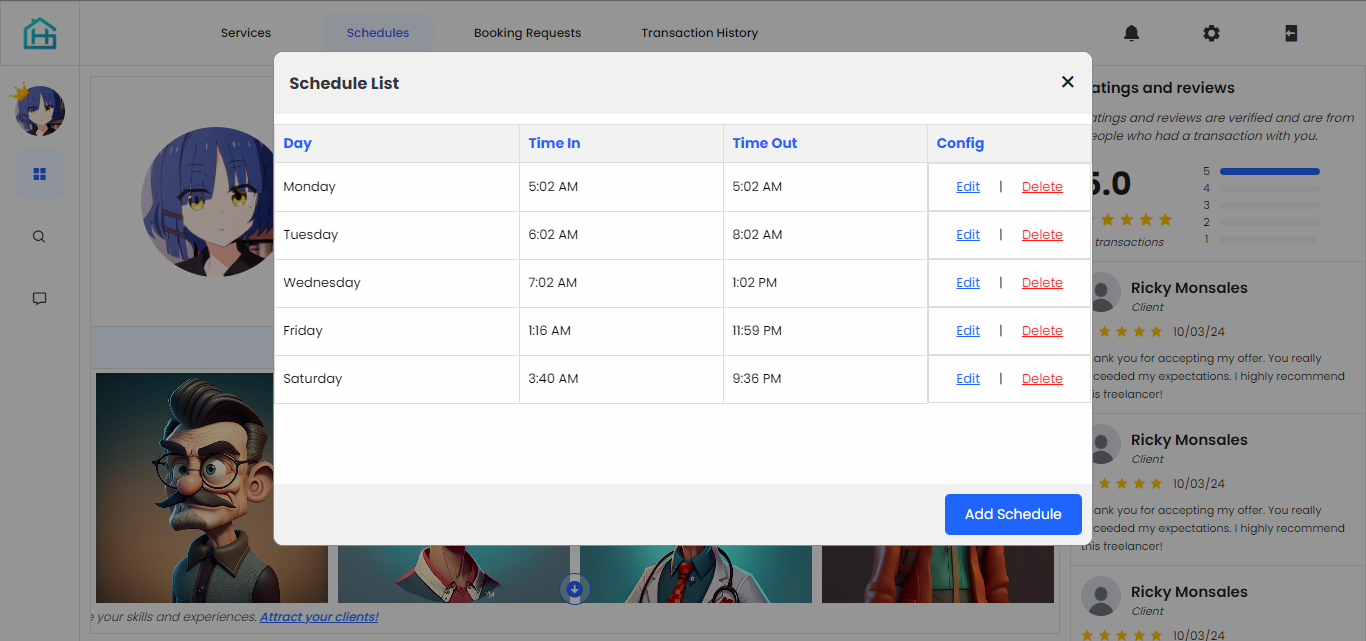 Services
Schedules
Booking Requests
Transaction History
Schedule List
Day Time In Time Out Config
Monday 5:02 AM 5:02 AM Edit | Delete
Tuesday 6:02 AM 8:02 AM Edit | Delete
Wednesday 7:02 AM 1:02 PM Edit | Delete
Friday 1:16 AM 11:59 PM Edit | Delete
Saturday 3:40 AM 9:36 PM Edit | Delete
Add Schedule
e your skills and experiences. Attract your clients!
atings and reviews
atings and reviews are verified and are from
eople who had a transaction with you.
5.0
transactions
5
4
3
2
1
Ricky Monsales
Client
10/03/24
ank you for accepting my offer. You really
ceeded my expectations. I highly recommend
is freelancer!
Ricky Monsales
Client
10/03/24
ank you for accepting my offer. You really
ceeded my expectations. I highly recommend
this freelancer!
Ricky Monsales
Client
10/03/24